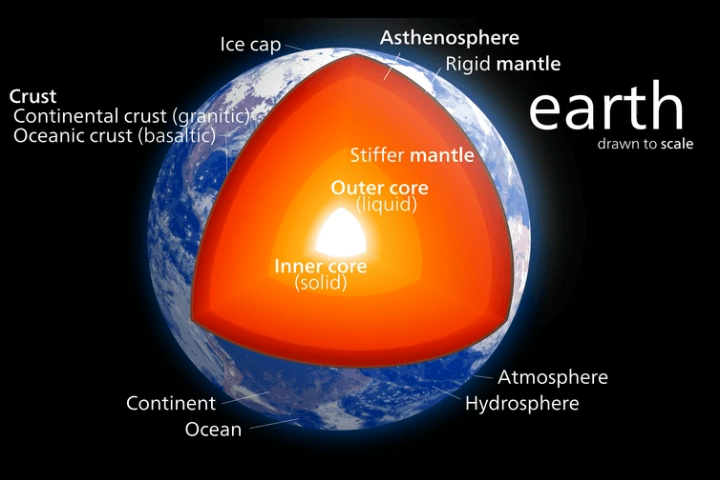 Ice cap
Asthenosphere
Rigid mantle
Crust
Continental crust (granitic)
Oceanic crust (basaltic)
earth
drawn to scale
Stiffer mantle
Outer core
(liquid)
Inner core
(solid)
Atmosphere
Continent
Hydrosphere
Ocean